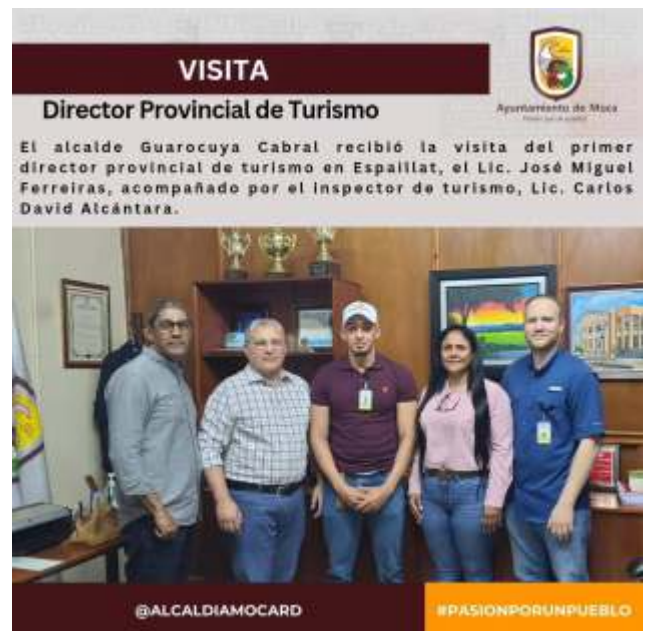 VISITA
Director Provincial de Turismo
Ayuntamiento de Moca
El alcalde Guarocuya Cabral recibió la visita del primer
director provincial de turismo en Espaillat, el Lic. José Miguel
Ferreiras, acompañado por el inspector de turismo, Lic. Carlos
David Alcántara.
@ALCALDIAMOCARD
#PASIONPORUNPUEBLO